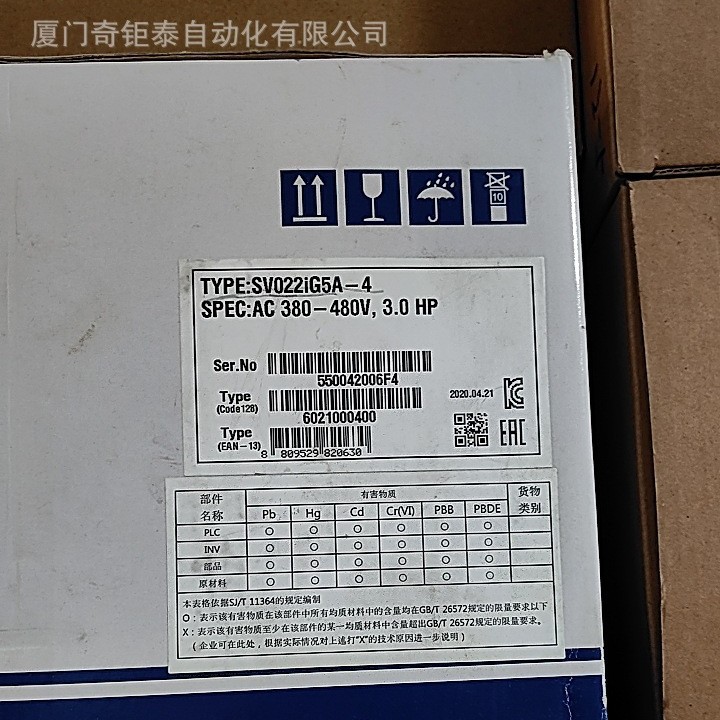 厦门奇钜泰自动化有限公司
10
TYPE:SV022iG5A-4
SPEC:AC 380-480V, 3.0 HP
Ser.No
550042006F4
Type
(Code128)
6021000400
2020.04.21
Type
(EAN-13)
8 809529 820630
EAC
部件名称 有害物质 货物类别
Pb Hg Cd Cr(VI) PBB PBDE
PLC O O O O O O
INV O O O O O O
部品 O O O O O O
原材料 O O O O O O
本表格依据SJ/T 11364的规定编制
O：表示该有害物质在该部件中所有均质材料中的含量均在GB/T 26572规定的限量要求以下
X：表示该有害物质至少在该部件的某一均质材料中的含量超出GB/T 26572规定的限量要求
（企业可在此处，根据实际情况对上述打“X”的技术原因进一步说明）